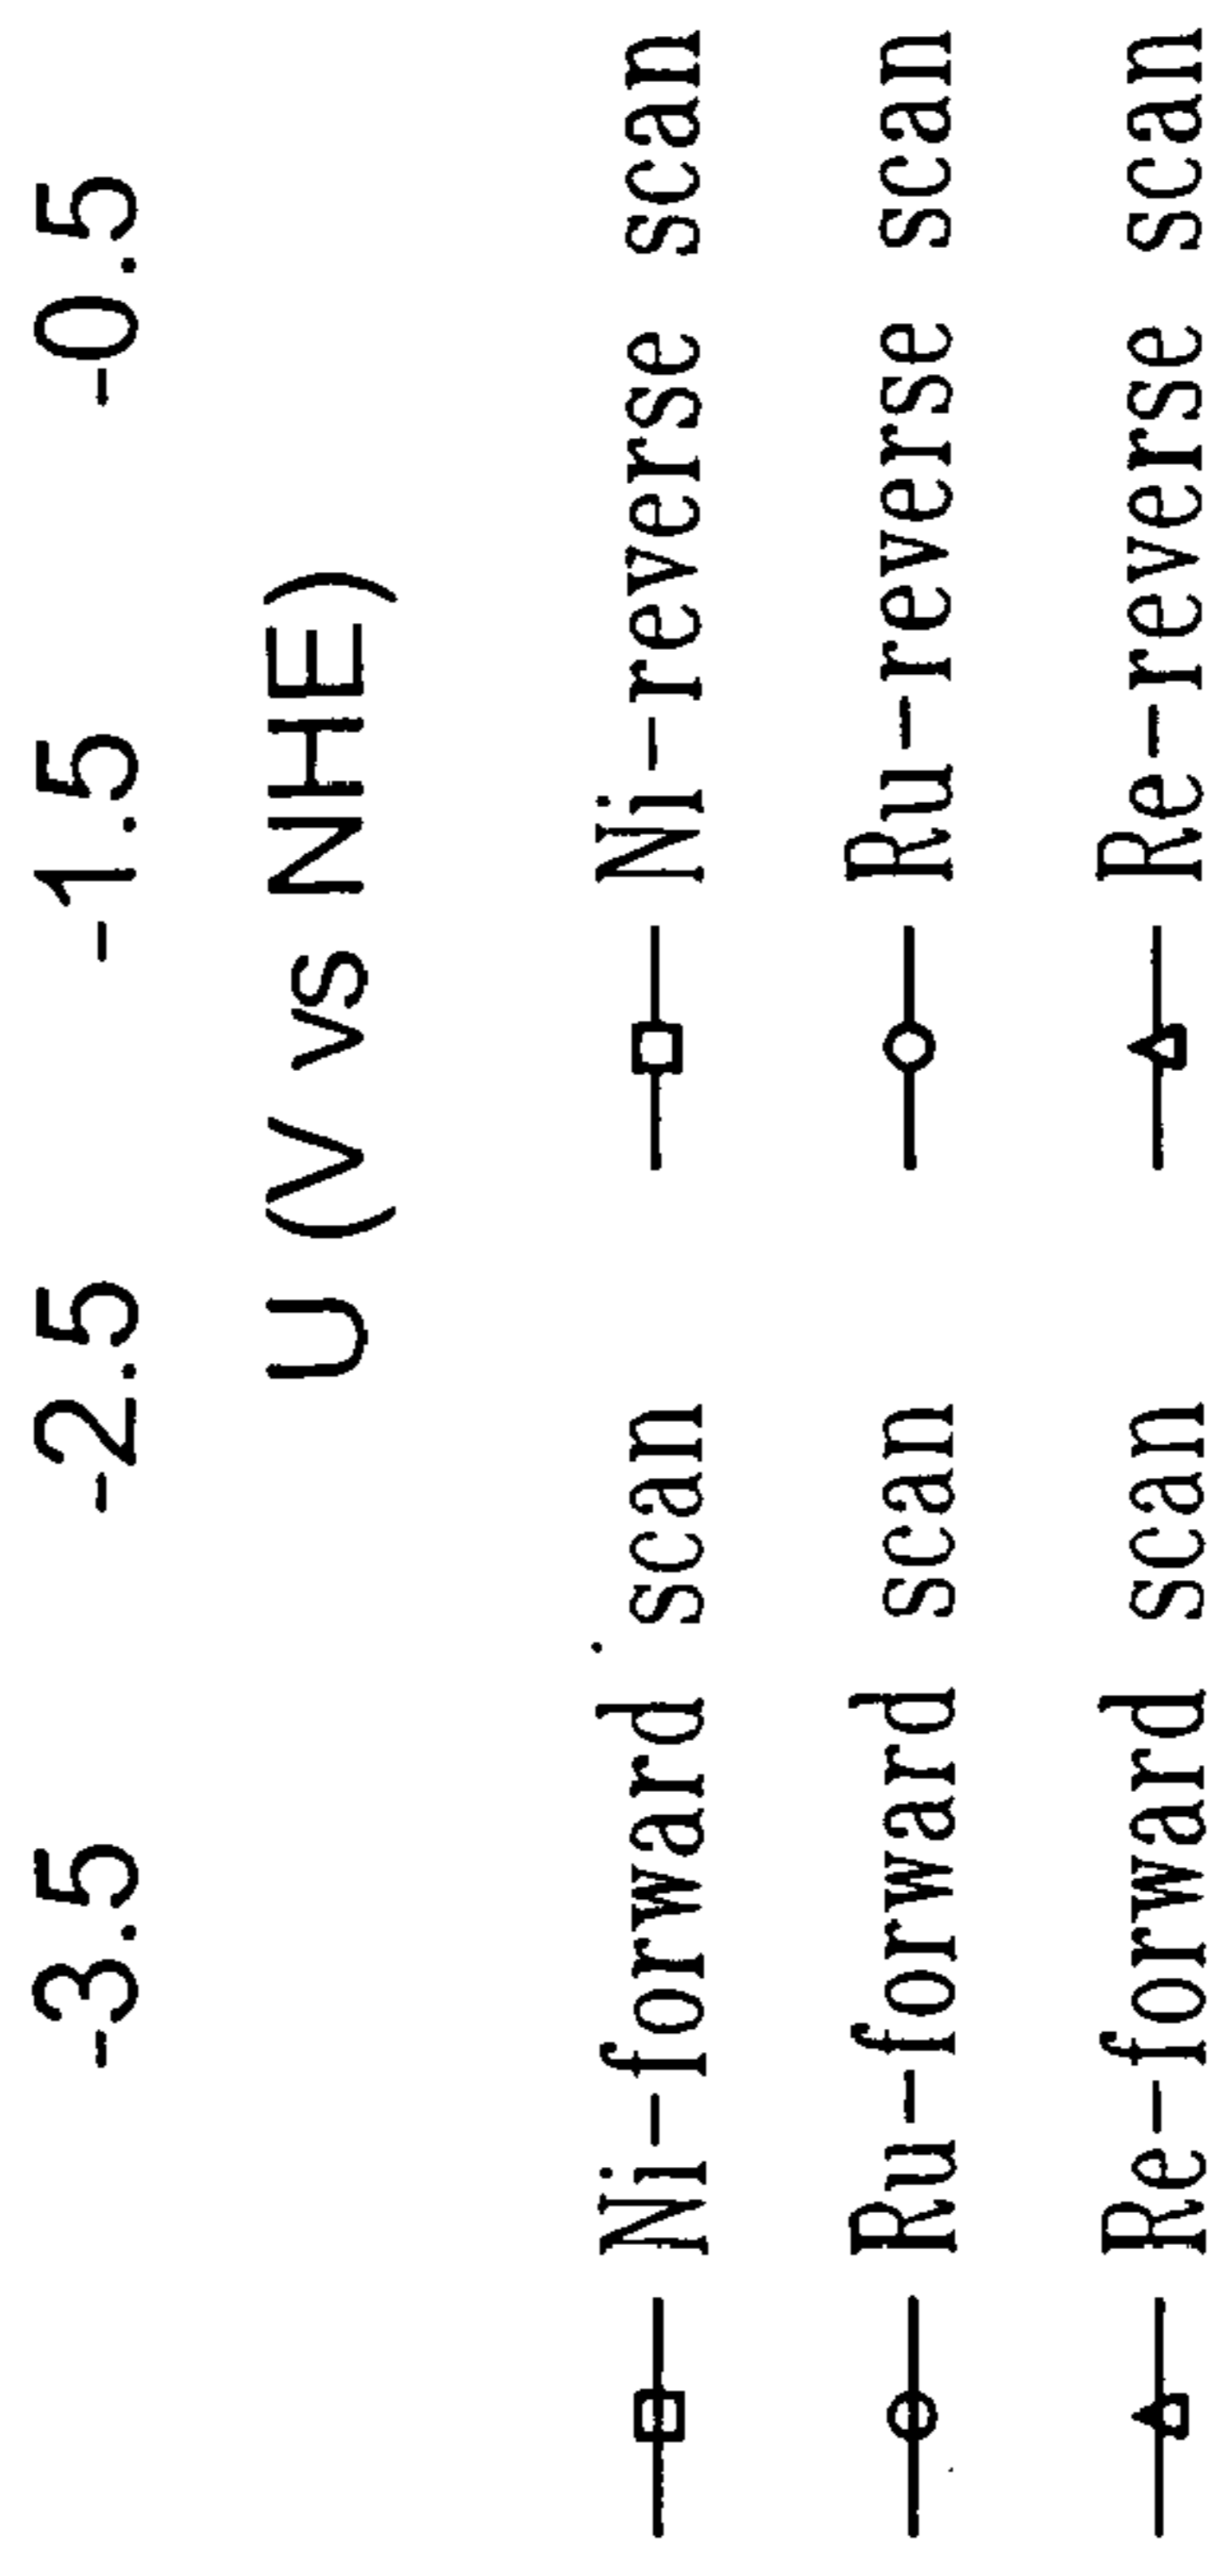 -3.5 -2.5 -1.5 -0.5
U (V vs NHE)
Ni-forward scan Ni-reverse scan
Ru-forward scan Ru-reverse scan
Re-forward scan Re-reverse scan